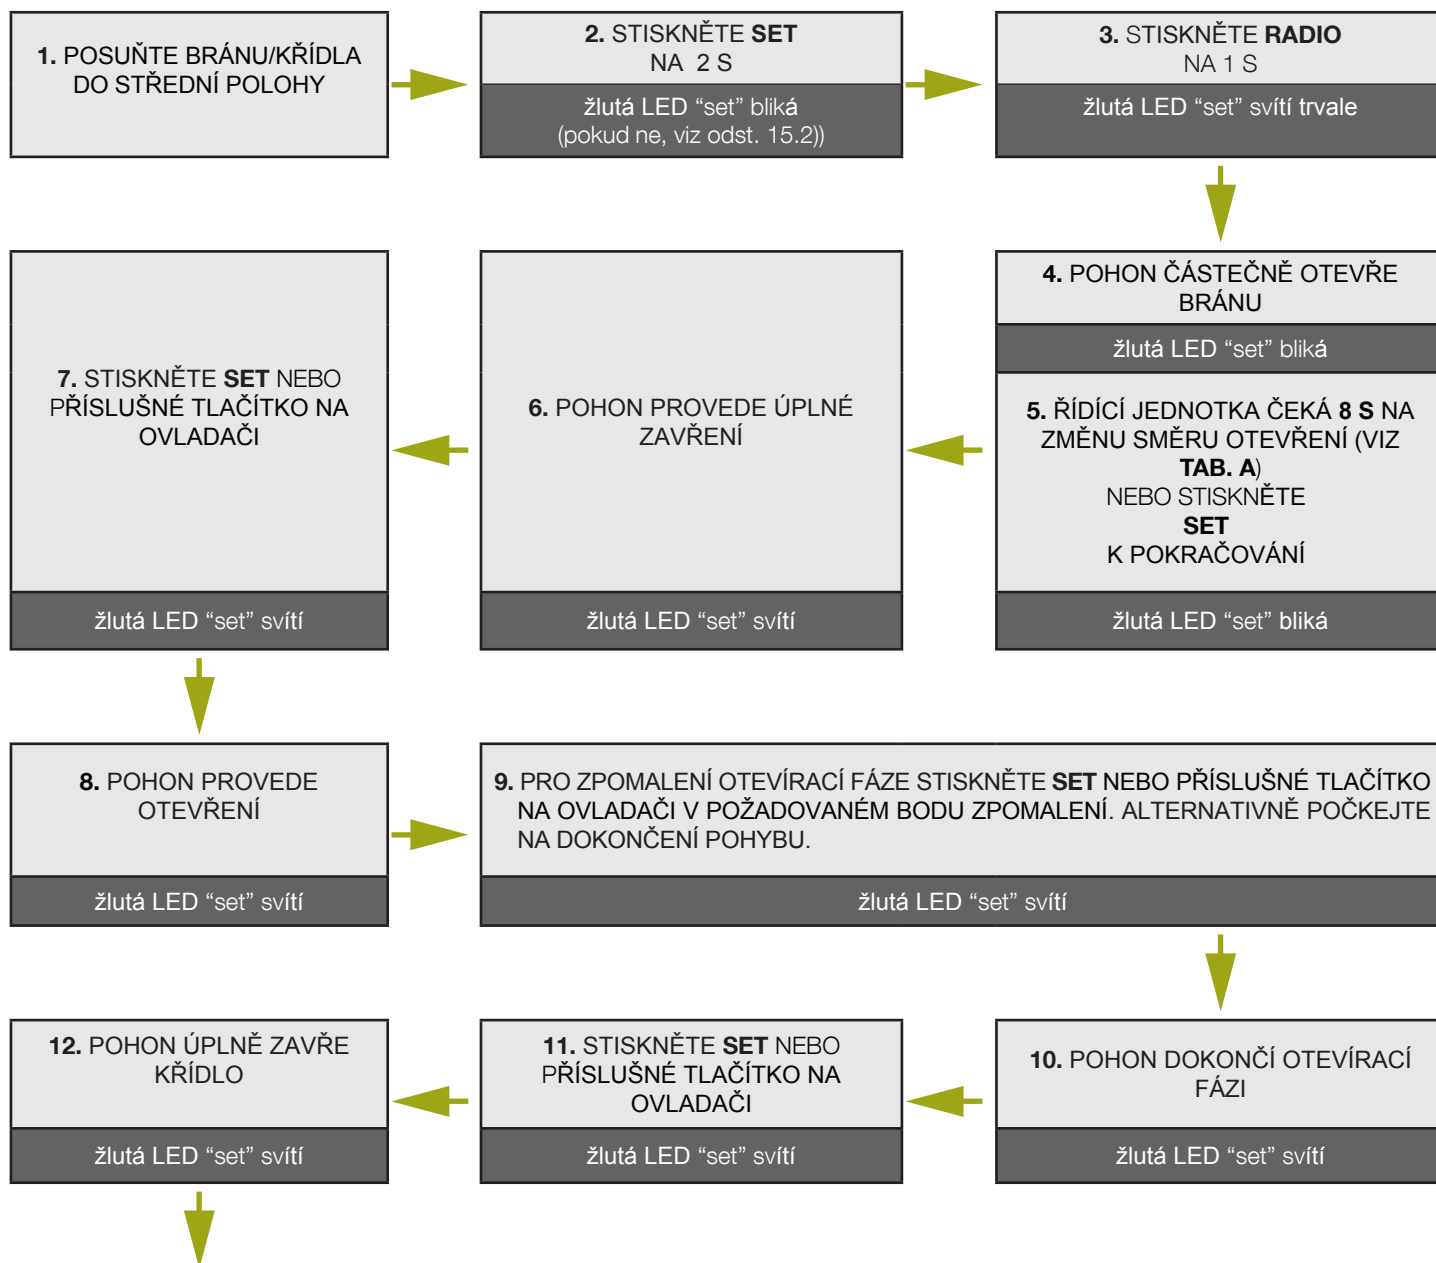 1. POSUŇTE BRÁNU/KŘÍDLA
DO STŘEDNÍ POLOHY
2. STISKNĚTE SET
NA 2 S
žlutá LED “set” bliká
(pokud ne, viz odst. 15.2))
3. STISKNĚTE RADIO
NA 1 S
žlutá LED “set” svítí trvale
4. POHON ČÁSTEČNĚ OTEVŘE
BRÁNU
žlutá LED “set” bliká
5. ŘÍDÍCÍ JEDNOTKA ČEKÁ 8 S NA
ZMĚNU SMĚRU OTEVŘENÍ (VIZ
TAB. A)
NEBO STISKNĚTE
SET
K POKRAČOVÁNÍ
žlutá LED “set” bliká
6. POHON PROVEDE ÚPLNÉ
ZAVŘENÍ
žlutá LED “set” svítí
7. STISKNĚTE SET NEBO
PŘÍSLUŠNÉ TLAČÍTKO NA
OVLADAČI
žlutá LED “set” svítí
8. POHON PROVEDE
OTEVŘENÍ
žlutá LED “set” svítí
9. PRO ZPOMALENÍ OTEVÍRACÍ FÁZE STISKNĚTE SET NEBO PŘÍSLUŠNÉ TLAČÍTKO
NA OVLADAČI V POŽADOVANÉM BODU ZPOMALENÍ. ALTERNATIVNĚ POČKEJTE
NA DOKONČENÍ POHYBU.
žlutá LED “set” svítí
10. POHON DOKONČÍ OTEVÍRACÍ
FÁZI
žlutá LED “set” svítí
11. STISKNĚTE SET NEBO
PŘÍSLUŠNÉ TLAČÍTKO NA
OVLADAČI
žlutá LED “set” svítí
12. POHON ÚPLNĚ ZAVŘE
KŘÍDLO
žlutá LED “set” svítí